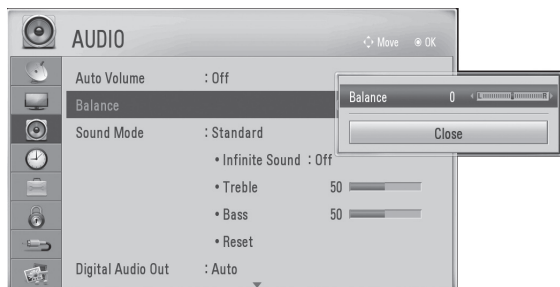 AUDIO
Move OK
Auto Volume : Off
Balance
Balance 0 L R
Close
Sound Mode : Standard
• Infinite Sound : Off
• Treble 50
• Bass 50
• Reset
Digital Audio Out : Auto